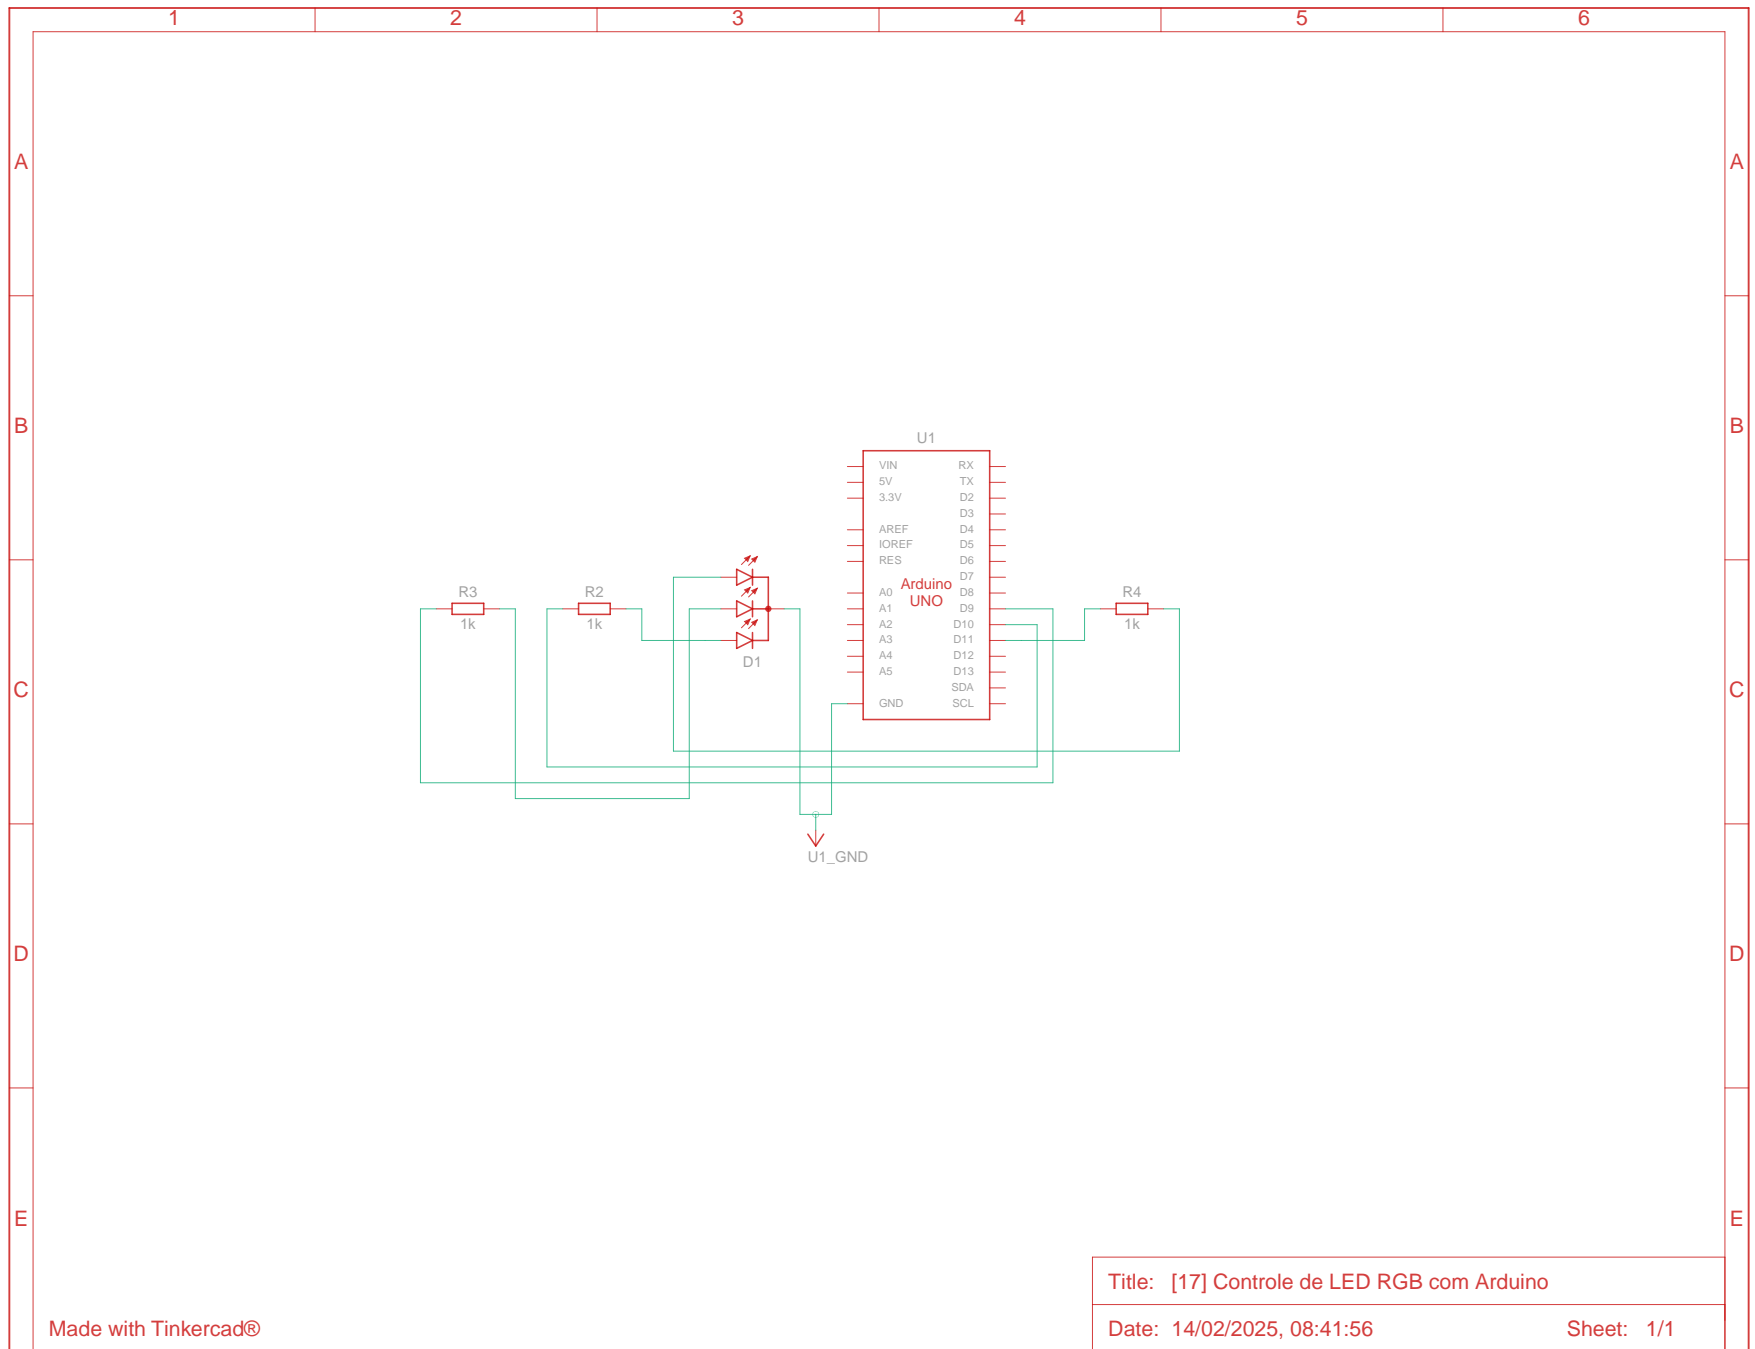 1 2 3 4 5 6
A A
B B
U1
VIN RX
5V TX
3.3V D2
D3
AREF D4
IOREF D5
RES D6
D7
Arduino
UNO
A0 D8
A1 D9
A2 D10
A3 D11
A4 D12
A5 D13
SDA
GND SCL
R3 R2 R4
1k 1k 1k
D1
C C
U1_GND
D D
E E
Title: [17] Controle de LED RGB com Arduino
Made with Tinkercad®
Date: 14/02/2025, 08:41:56 Sheet: 1/1